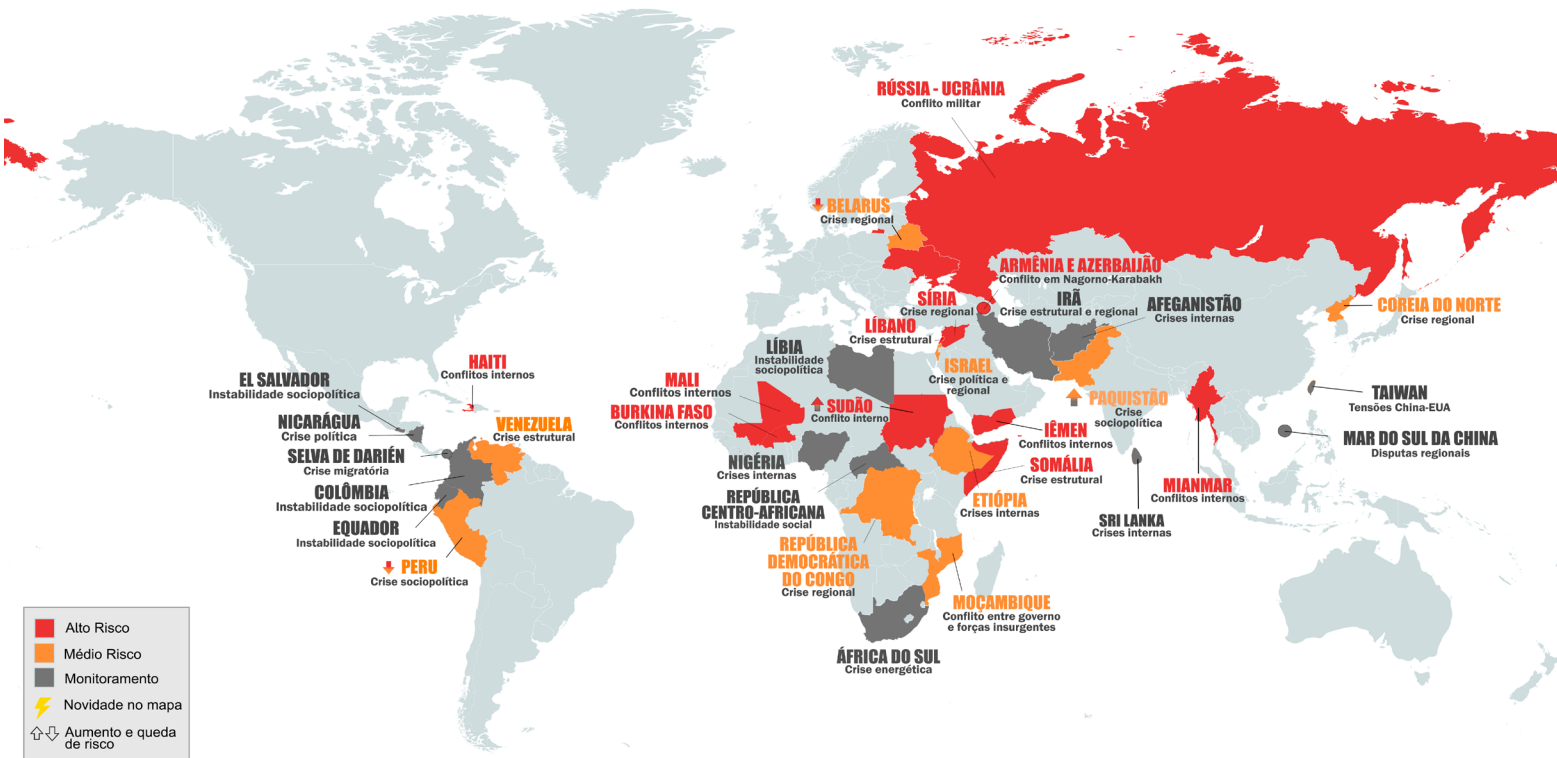 RÚSSIA - UCRÂNIA
Conflito militar
BELARUS
Crise regional
ARMÊNIA E AZERBAIJÃO
Conflito em Nagorno-Karabakh
SÍRIA
Crise regional
IRÃ
Crise estrutural e regional
AFEGANISTÃO
Crises internas
COREIA DO NORTE
Crise regional
LÍBANO
Crise estrutural
LÍBIA
Instabilidade
sociopolítica
ISRAEL
Crise política e
regional
HAITI
Conflitos internos
EL SALVADOR
Instabilidade sociopolítica
MALI
Conflitos internos
BURKINA FASO
Conflitos internos
SUDÃO
Conflito interno
PAQUISTÃO
Crise
sociopolítica
TAIWAN
Tensões China-EUA
NICARÁGUA
Crise política
VENEZUELA
Crise estrutural
IÊMEN
Conflitos internos
MAR DO SUL DA CHINA
Disputas regionais
SELVA DE DARIÉN
Crise migratória
NIGÉRIA
Crises internas
SOMÁLIA
Crise estrutural
MIANMAR
Conflitos internos
COLÔMBIA
Instabilidade sociopolítica
REPÚBLICA
CENTRO-AFRICANA
Instabilidade social
ETIÓPIA
Crises internas
SRI LANKA
Crises internas
EQUADOR
Instabilidade sociopolítica
REPÚBLICA
DEMOCRÁTICA
DO CONGO
Crise regional
PERU
Crise sociopolítica
MOÇAMBIQUE
Conflito entre governo
e forças insurgentes
ÁFRICA DO SUL
Crise energética
Alto Risco
Médio Risco
Monitoramento
Novidade no mapa
Aumento e queda
de risco